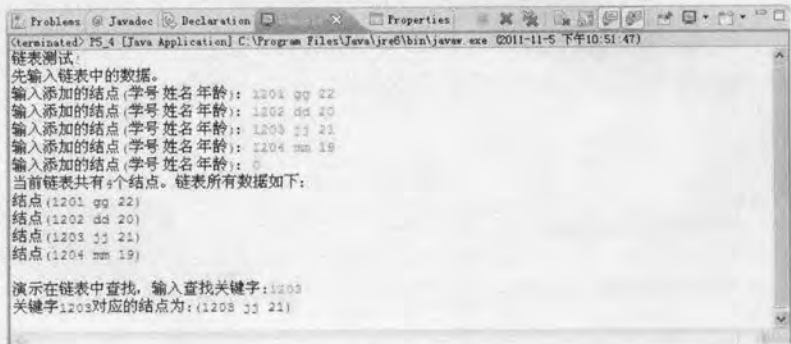 Problems @ Javadoc Declaration Properties
<terminated> P5_4 [Java Application] C:\Program Files\Java\jre6\bin\javaw.exe (2011-11-5 下午10:51:47)
链表测试!
先输入链表中的数据。
输入添加的结点(学号 姓名 年龄): 1201 gg 22
输入添加的结点(学号 姓名 年龄): 1202 dd 20
输入添加的结点(学号 姓名 年龄): 1203 jj 21
输入添加的结点(学号 姓名 年龄): 1204 mm 19
输入添加的结点(学号 姓名 年龄): 0
当前链表共有4个结点。链表所有数据如下:
结点(1201 gg 22)
结点(1202 dd 20)
结点(1203 jj 21)
结点(1204 mm 19)
演示在链表中查找，输入查找关键字:1203
关键字1203对应的结点为:(1203 jj 21)